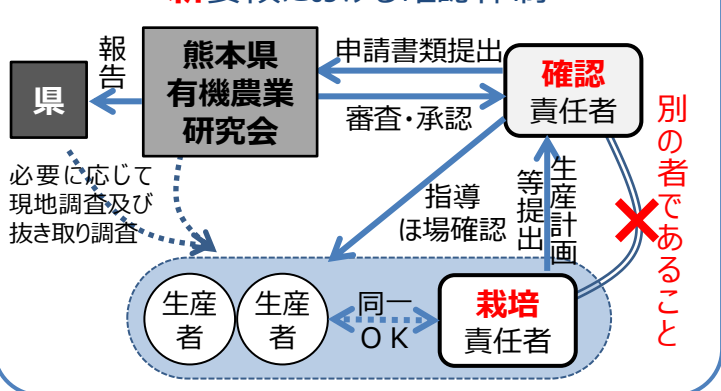 報告
熊本県
有機農業
研究会
県
申請書類提出
審査・承認
確認
責任者
別の者であること
必要に応じて
現地調査及び
抜き取り調査
指導
ほ場確認
生産計画
等提出
生産
者
生産
者
同一
ＯＫ
栽培
責任者